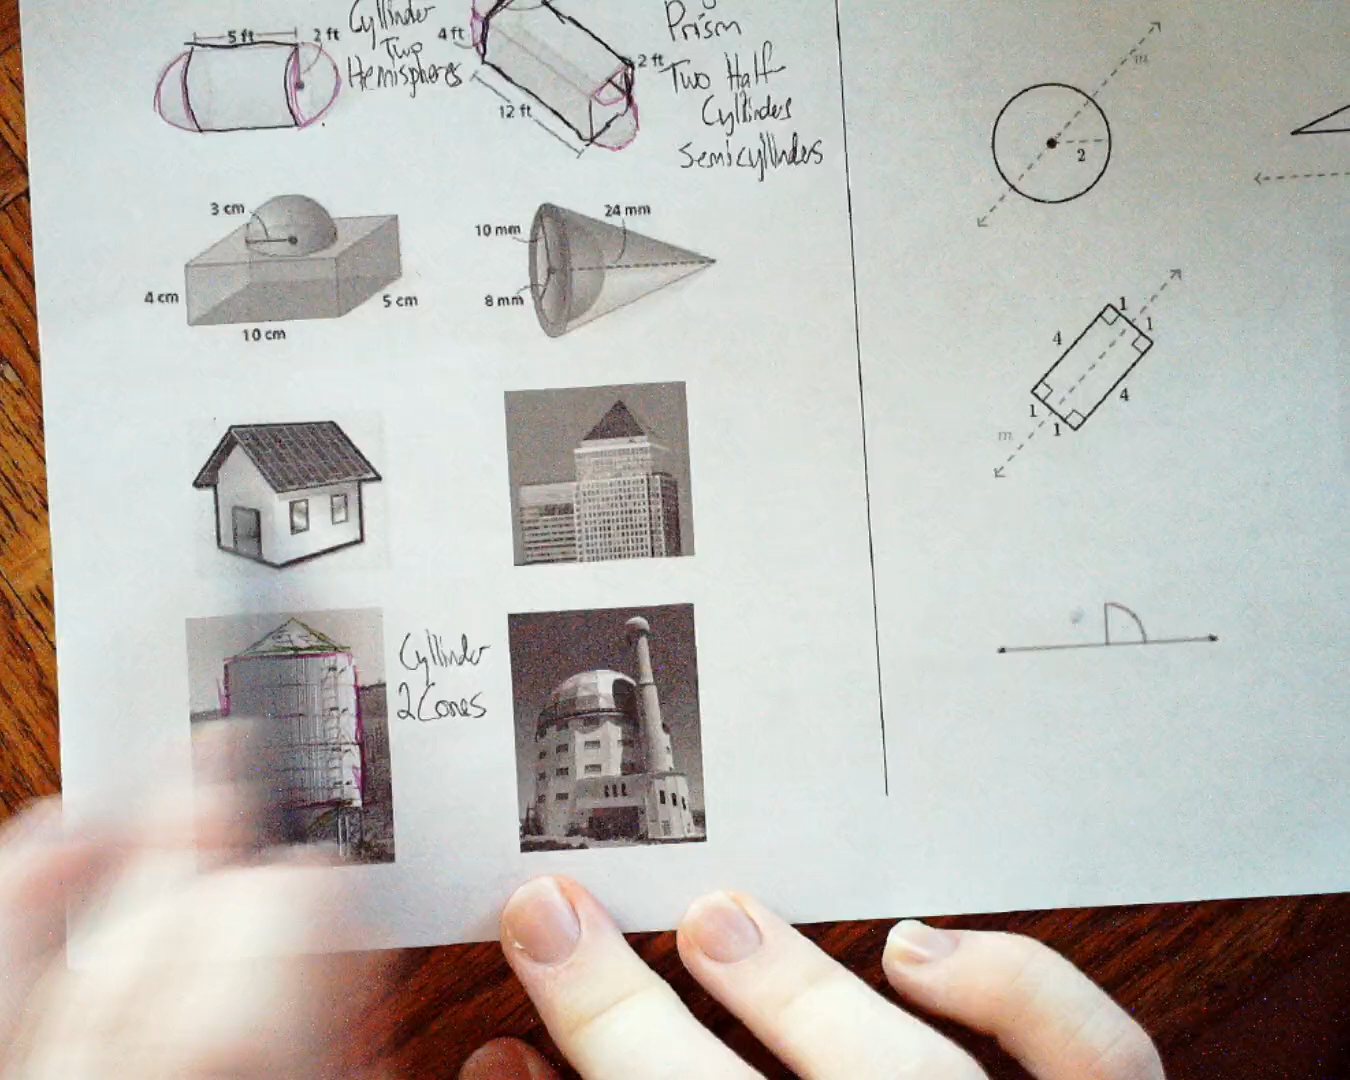 5 ft
2 ft
Cyllinder
Two
Hemispheres
4 ft
2 ft
12 ft
Prism
Two Half
Cyllinders
Semicyllinders
3 cm
4 cm
5 cm
10 cm
10 mm
24 mm
8 mm
Cyllinder
2 Cones
m
2
4
1
1
4
1
1
m